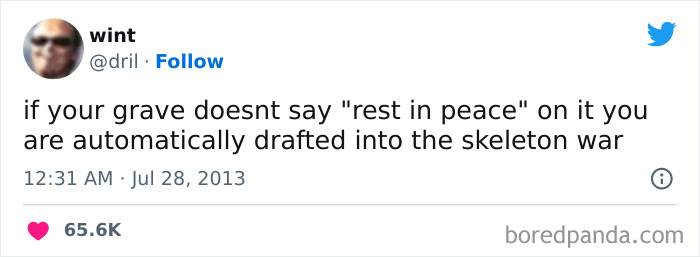 wint
@dril · Follow
if your grave doesnt say "rest in peace" on it you
are automatically drafted into the skeleton war
12:31 AM · Jul 28, 2013
65.6K
boredpanda.com